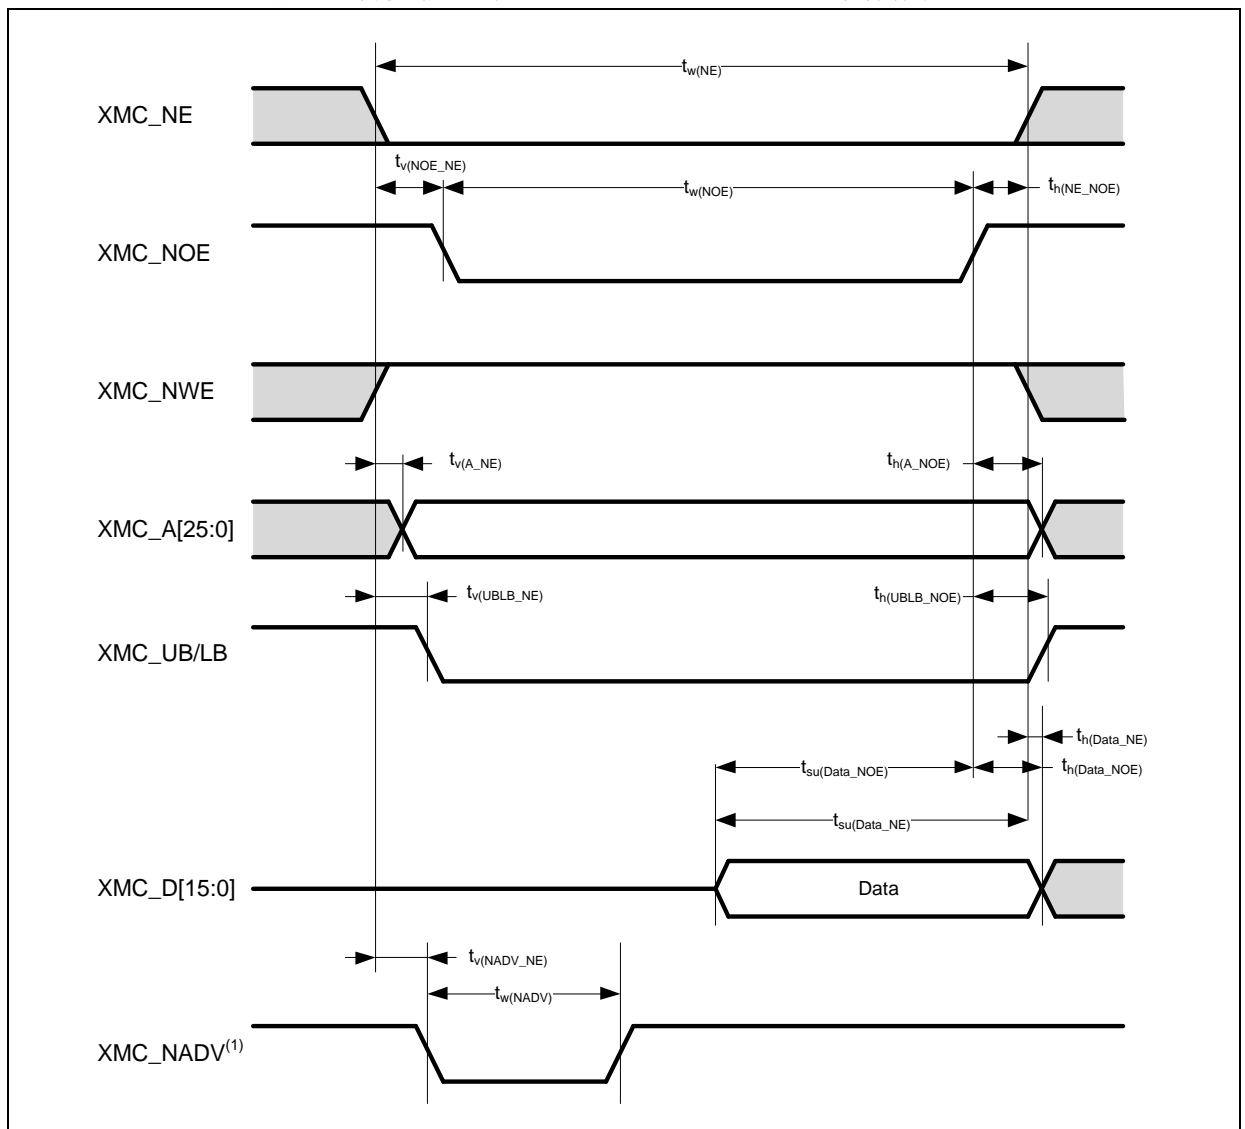 tw(NE)
XMC_NE
tv(NOE_NE)
tw(NOE)
th(NE_NOE)
XMC_NOE
XMC_NWE
tv(A_NE)
th(A_NOE)
XMC_A[25:0]
tv(UBLB_NE)
th(UBLB_NOE)
XMC_UB/LB
th(Data_NE)
tsu(Data_NOE)
th(Data_NOE)
tsu(Data_NE)
XMC_D[15:0]
Data
tv(NADV_NE)
tw(NADV)
XMC_NADV(1)